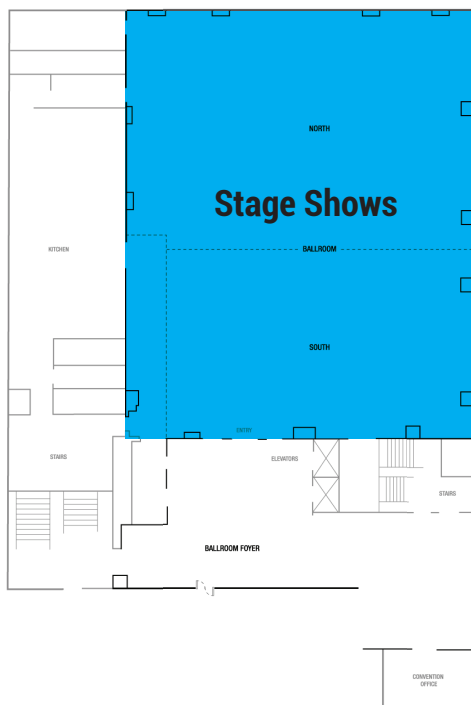 NORTH
Stage Shows
KITCHEN
BALLROOM
SOUTH
ENTRY
STAIRS
ELEVATORS
STAIRS
BALLROOM FOYER
CONVENTION
OFFICE